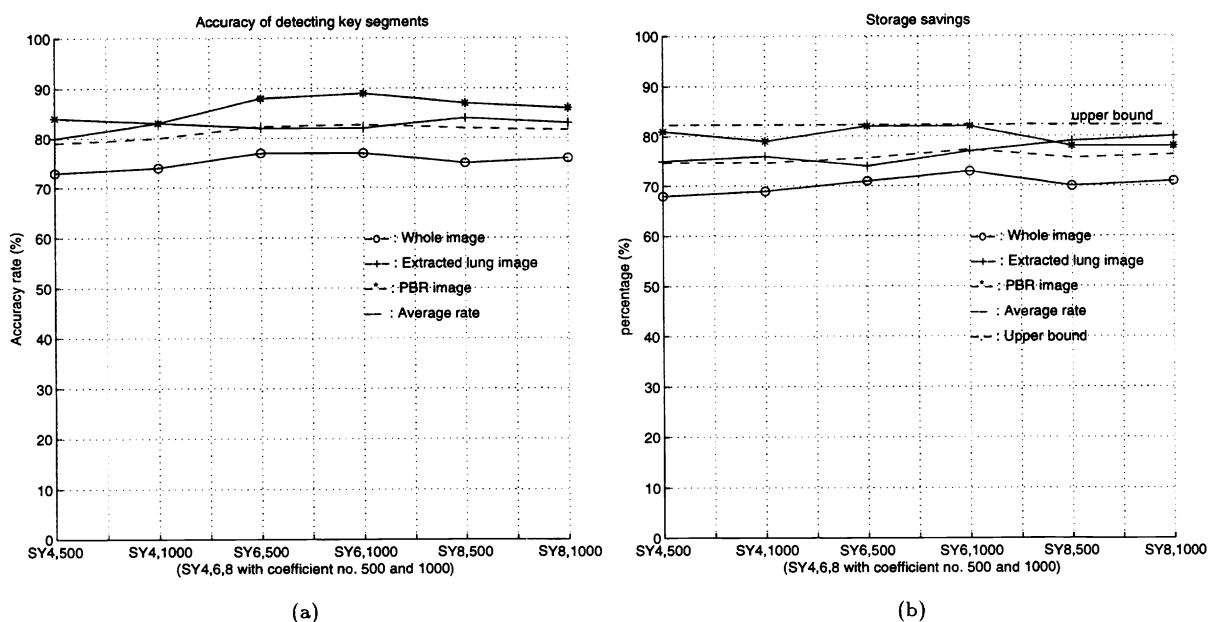 Accuracy of detecting key segments
100
90
80
70
60
50
40
30
20
10
0
Accuracy rate (%)
: Whole image
: Extracted lung image
: PBR image
: Average rate
SY4,500 SY4,1000 SY6,500 SY6,1000 SY8,500 SY8,1000
(SY4,6,8 with coefficient no. 500 and 1000)
(a)
Storage savings
100
90
80
70
60
50
40
30
20
10
0
percentage (%)
upper bound
: Whole image
: Extracted lung image
: PBR image
: Average rate
: Upper bound
SY4,500 SY4,1000 SY6,500 SY6,1000 SY8,500 SY8,1000
(SY4,6,8 with coefficient no. 500 and 1000)
(b)